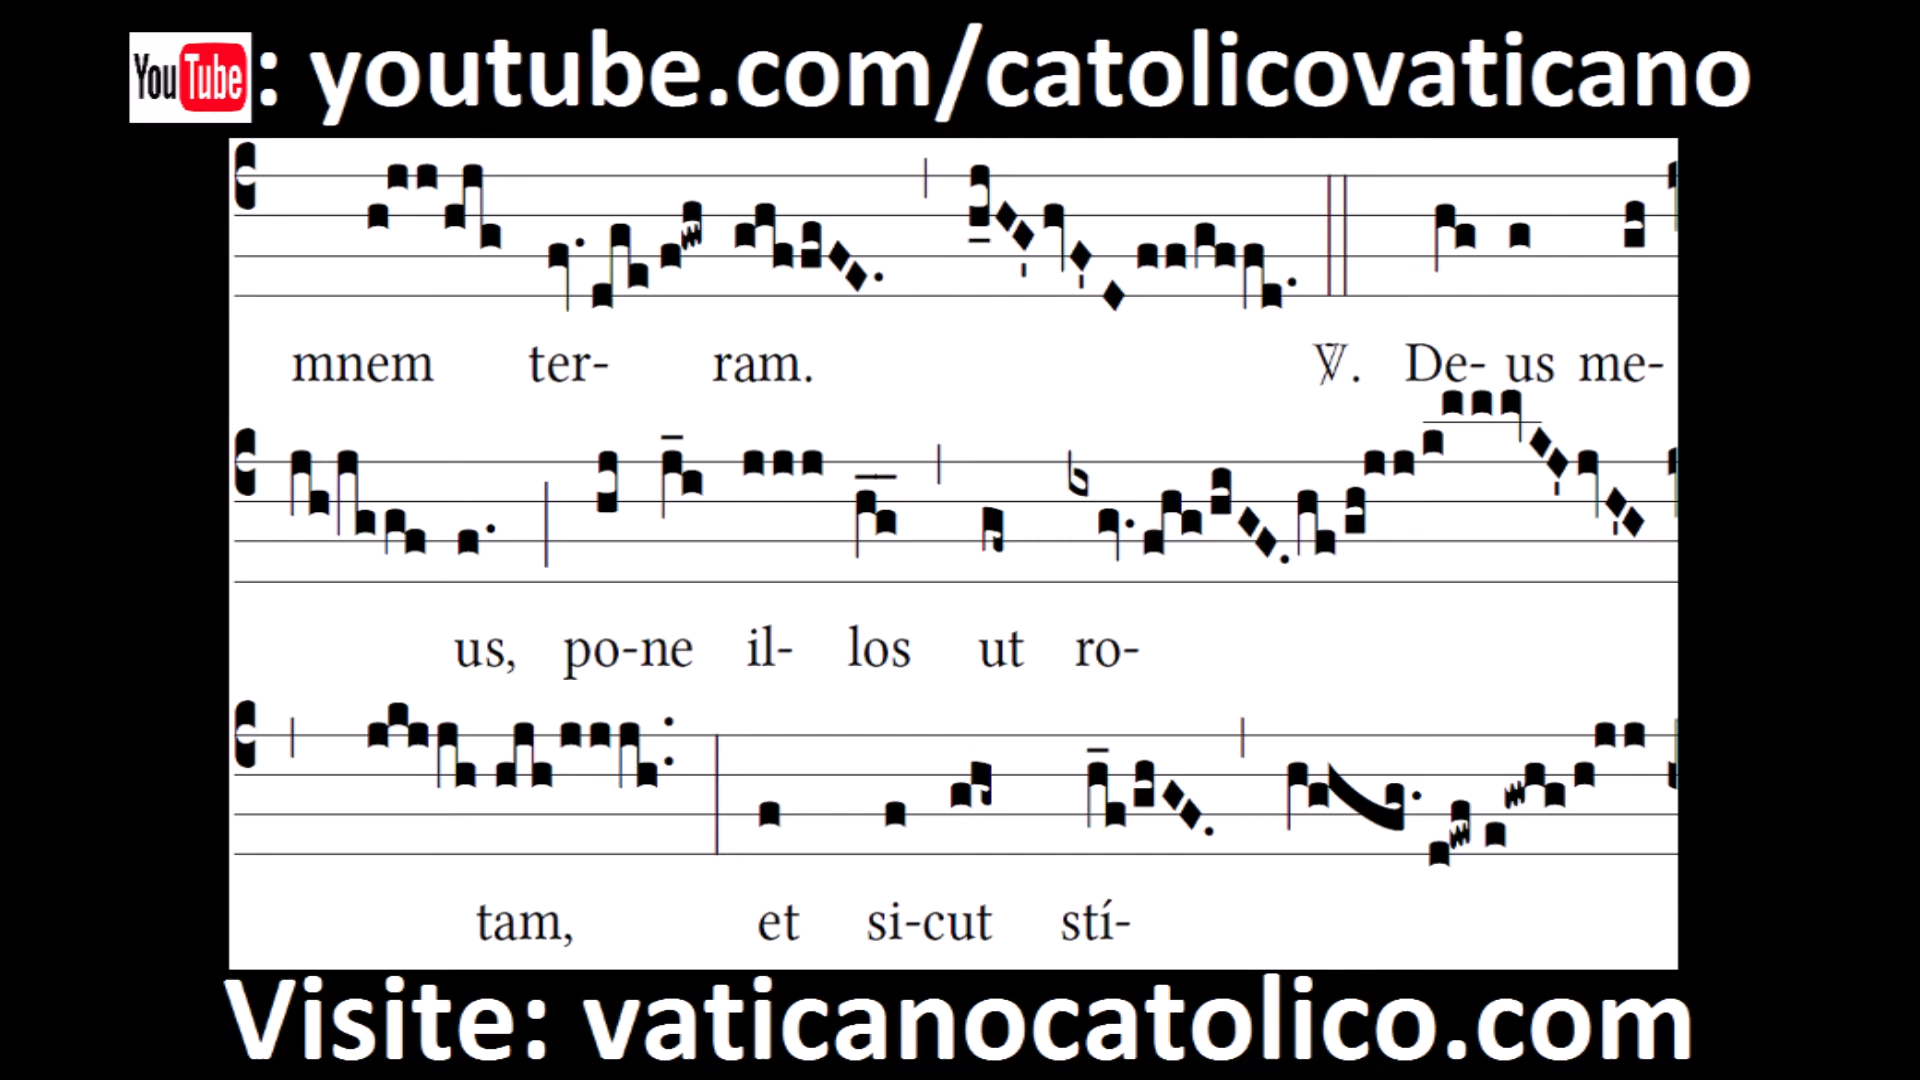 YouTube : youtube.com/catolicovaticano
mnem ter- ram. ℣. De- us me-
us, po-ne il- los ut ro-
tam, et si-cut stí-
Visite: vaticanocatolico.com